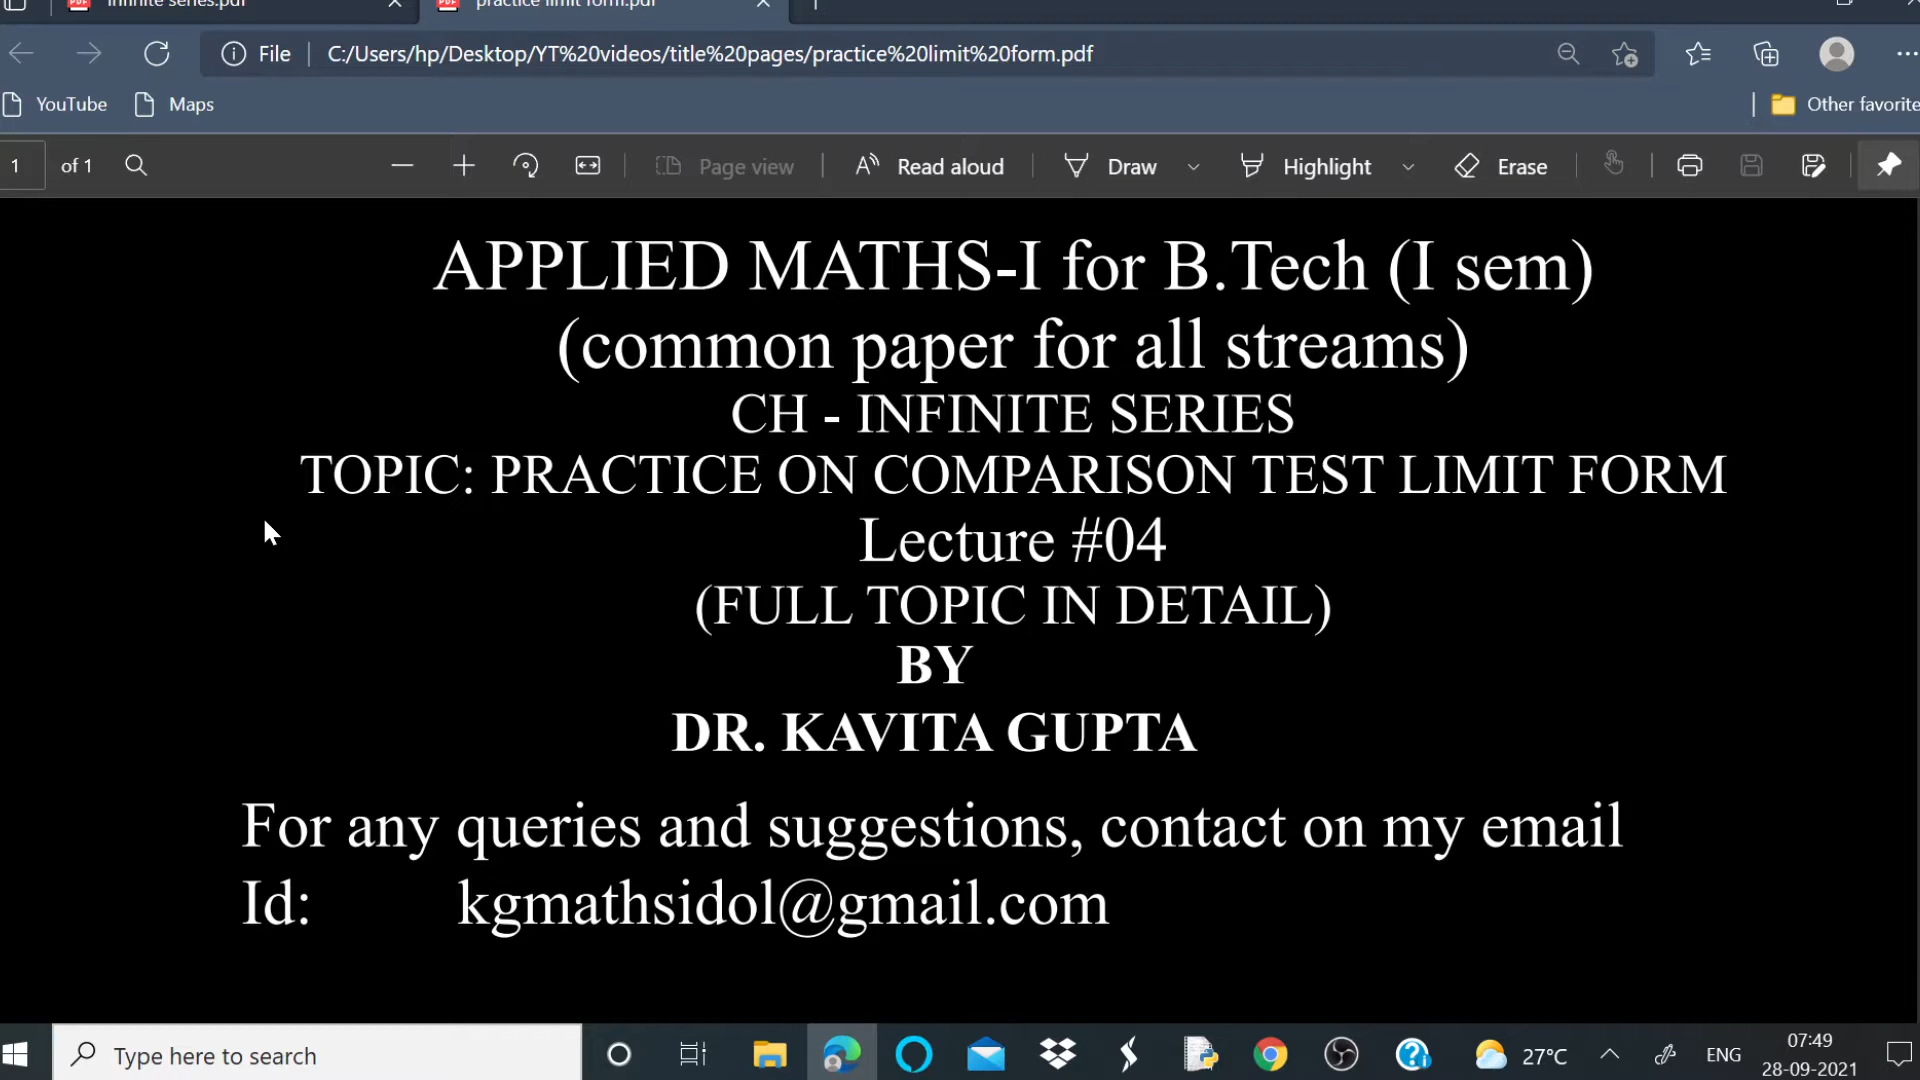 infinite series.pdf
practice limit form.pdf
File
C:/Users/hp/Desktop/YT%20videos/title%20pages/practice%20limit%20form.pdf
YouTube
Maps
Other favorite
1 of 1
Page view
Read aloud
Draw
Highlight
Erase
APPLIED MATHS-I for B.Tech (I sem)
(common paper for all streams)
CH - INFINITE SERIES
TOPIC: PRACTICE ON COMPARISON TEST LIMIT FORM
Lecture #04
(FULL TOPIC IN DETAIL)
BY
DR. KAVITA GUPTA
For any queries and suggestions, contact on my email
Id: kgmathsidol@gmail.com
Type here to search
27°C
ENG
07:49
28-09-2021